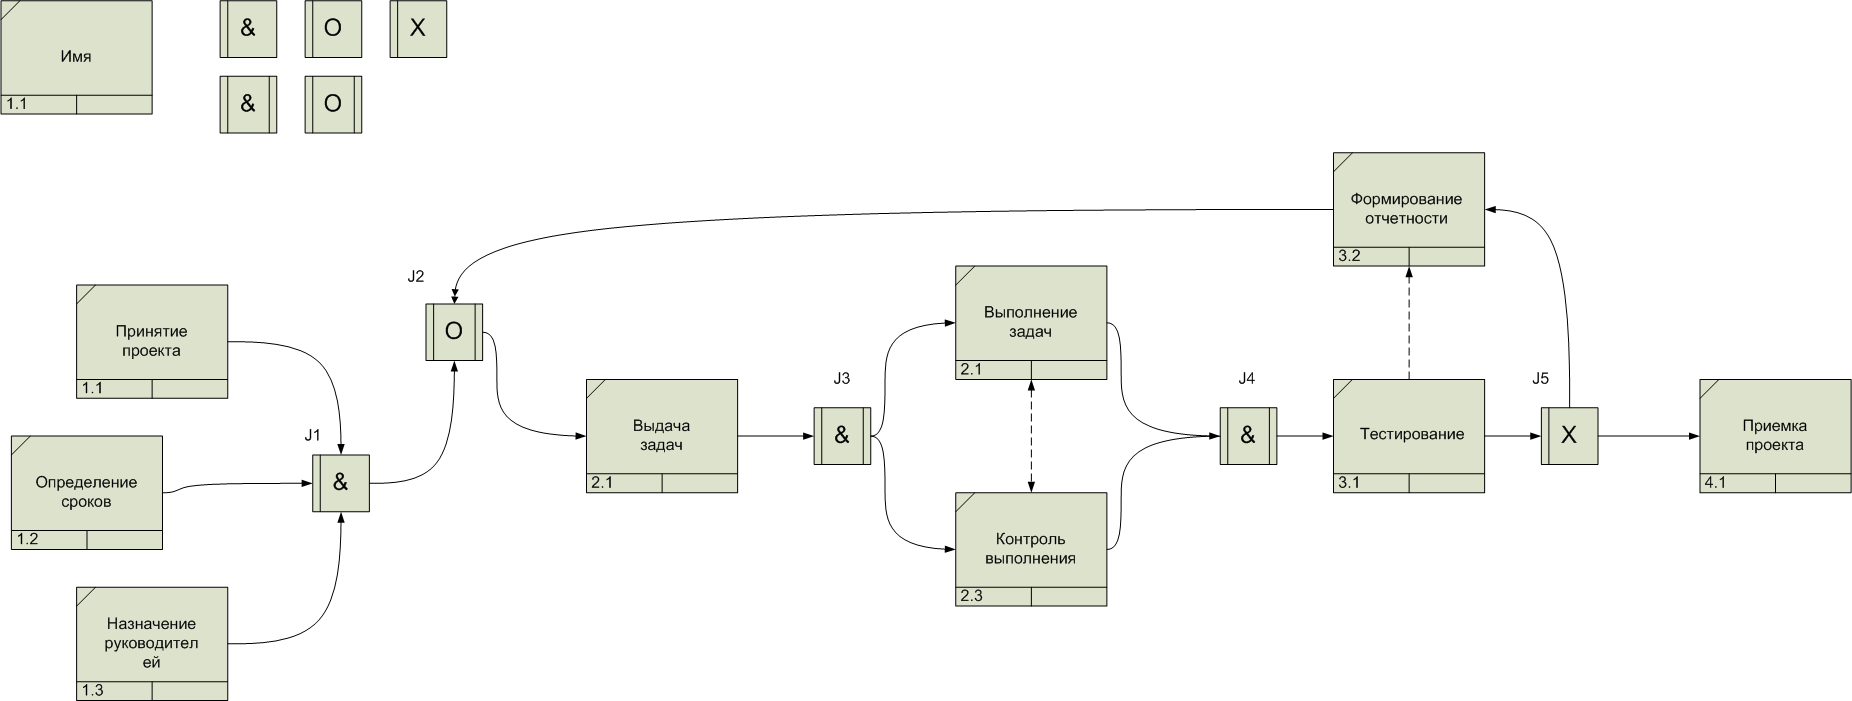 Имя
1.1
&
O
X
&
O
Формирование
отчетности
3.2
J2
O
Принятие
проекта
1.1
Выполнение
задач
2.1
J1
&
Определение
сроков
1.2
Выдача
задач
2.1
J3
&
J4
&
Тестирование
3.1
J5
X
Приемка
проекта
4.1
Контроль
выполнения
2.3
Назначение
руководител
ей
1.3